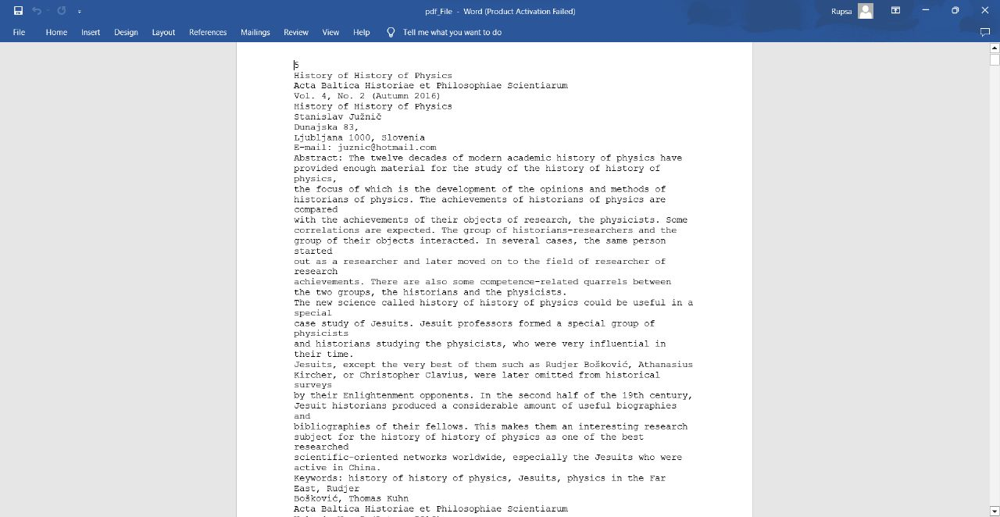 pdf_File - Word (Product Activation Failed)
Rupsa
File Home Insert Design Layout References Mailings Review View Help Tell me what you want to do
5
History of History of Physics
Acta Baltica Historiae et Philosophiae Scientiarum
Vol. 4, No. 2 (Autumn 2016)
History of History of Physics
Stanislav Južnič
Dunajska 83,
Ljubljana 1000, Slovenia
E-mail: juznic@hotmail.com
Abstract: The twelve decades of modern academic history of physics have
provided enough material for the study of the history of history of
physics,
the focus of which is the development of the opinions and methods of
historians of physics. The achievements of historians of physics are
compared
with the achievements of their objects of research, the physicists. Some
correlations are expected. The group of historians-researchers and the
group of their objects interacted. In several cases, the same person
started
out as a researcher and later moved on to the field of researcher of
research
achievements. There are also some competence-related quarrels between
the two groups, the historians and the physicists.
The new science called history of history of physics could be useful in a
special
case study of Jesuits. Jesuit professors formed a special group of
physicists
and historians studying the physicists, who were very influential in
their time.
Jesuits, except the very best of them such as Rudjer Bošković, Athanasius
Kircher, or Christopher Clavius, were later omitted from historical
surveys
by their Enlightenment opponents. In the second half of the 19th century,
Jesuit historians produced a considerable amount of useful biographies
and
bibliographies of their fellows. This makes them an interesting research
subject for the history of history of physics as one of the best
researched
scientific-oriented networks worldwide, especially the Jesuits who were
active in China.
Keywords: history of history of physics, Jesuits, physics in the Far
East, Rudjer
Bošković, Thomas Kuhn
Acta Baltica Historiae et Philosophiae Scientiarum